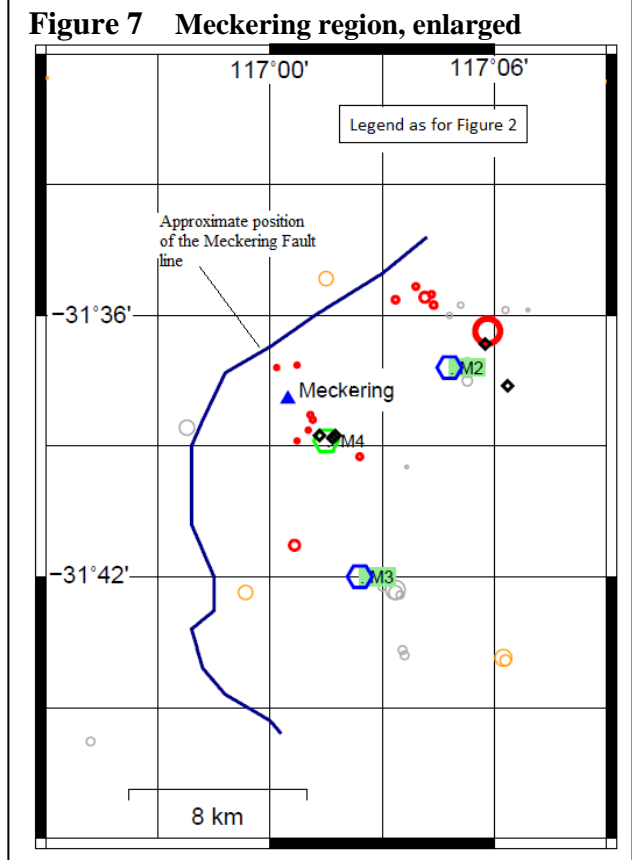 Figure 7 Meckering region, enlarged
117°00' 117°06'
Legend as for Figure 2
Approximate position
of the Meckering Fault
line
−31°36'
M2
Meckering
M4
−31°42'
M3
8 km